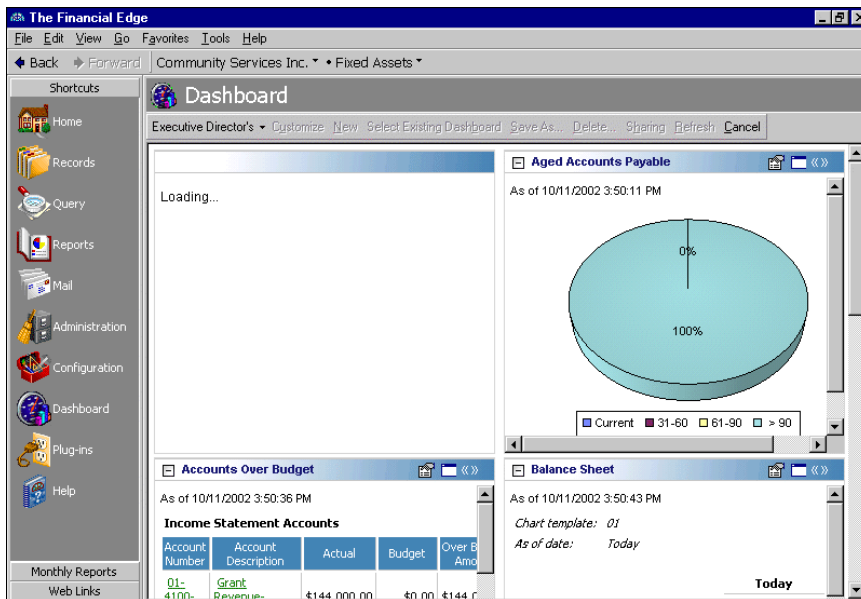 The Financial Edge
File Edit View Go Favorites Tools Help
Back Forward Community Services Inc. • Fixed Assets
Shortcuts
Home
Records
Query
Reports
Mail
Administration
Configuration
Dashboard
Plug-ins
Help
Monthly Reports
Web Links
Dashboard
Executive Director's Customize New Select Existing Dashboard Save As... Delete... Sharing Refresh Cancel
Loading...
Aged Accounts Payable
As of 10/11/2002 3:50:11 PM
0%
100%
Current 31-60 61-90 > 90
Accounts Over Budget
As of 10/11/2002 3:50:36 PM
Income Statement Accounts
Account Number Account Description Actual Budget Over B
Amo
01-4100- Grant Revenue- $144,000.00 $0.00 $144,0
Balance Sheet
As of 10/11/2002 3:50:43 PM
Chart template: 01
As of date: Today
Today